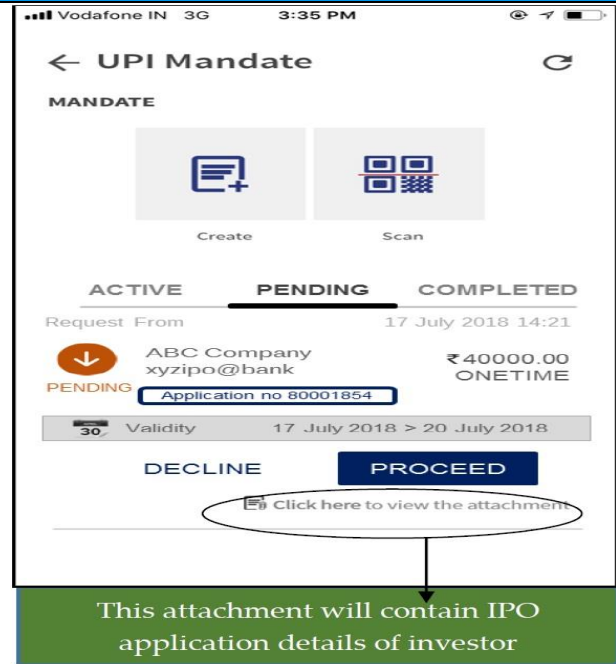 Vodafone IN 3G 3:35 PM
← UPI Mandate
MANDATE
Create Scan
ACTIVE PENDING COMPLETED
Request From 17 July 2018 14:21
ABC Company ₹40000.00
xyzipo@bank ONETIME
PENDING
Application no 80001854
30 Validity 17 July 2018 > 20 July 2018
DECLINE PROCEED
Click here to view the attachment
This attachment will contain IPO
application details of investor